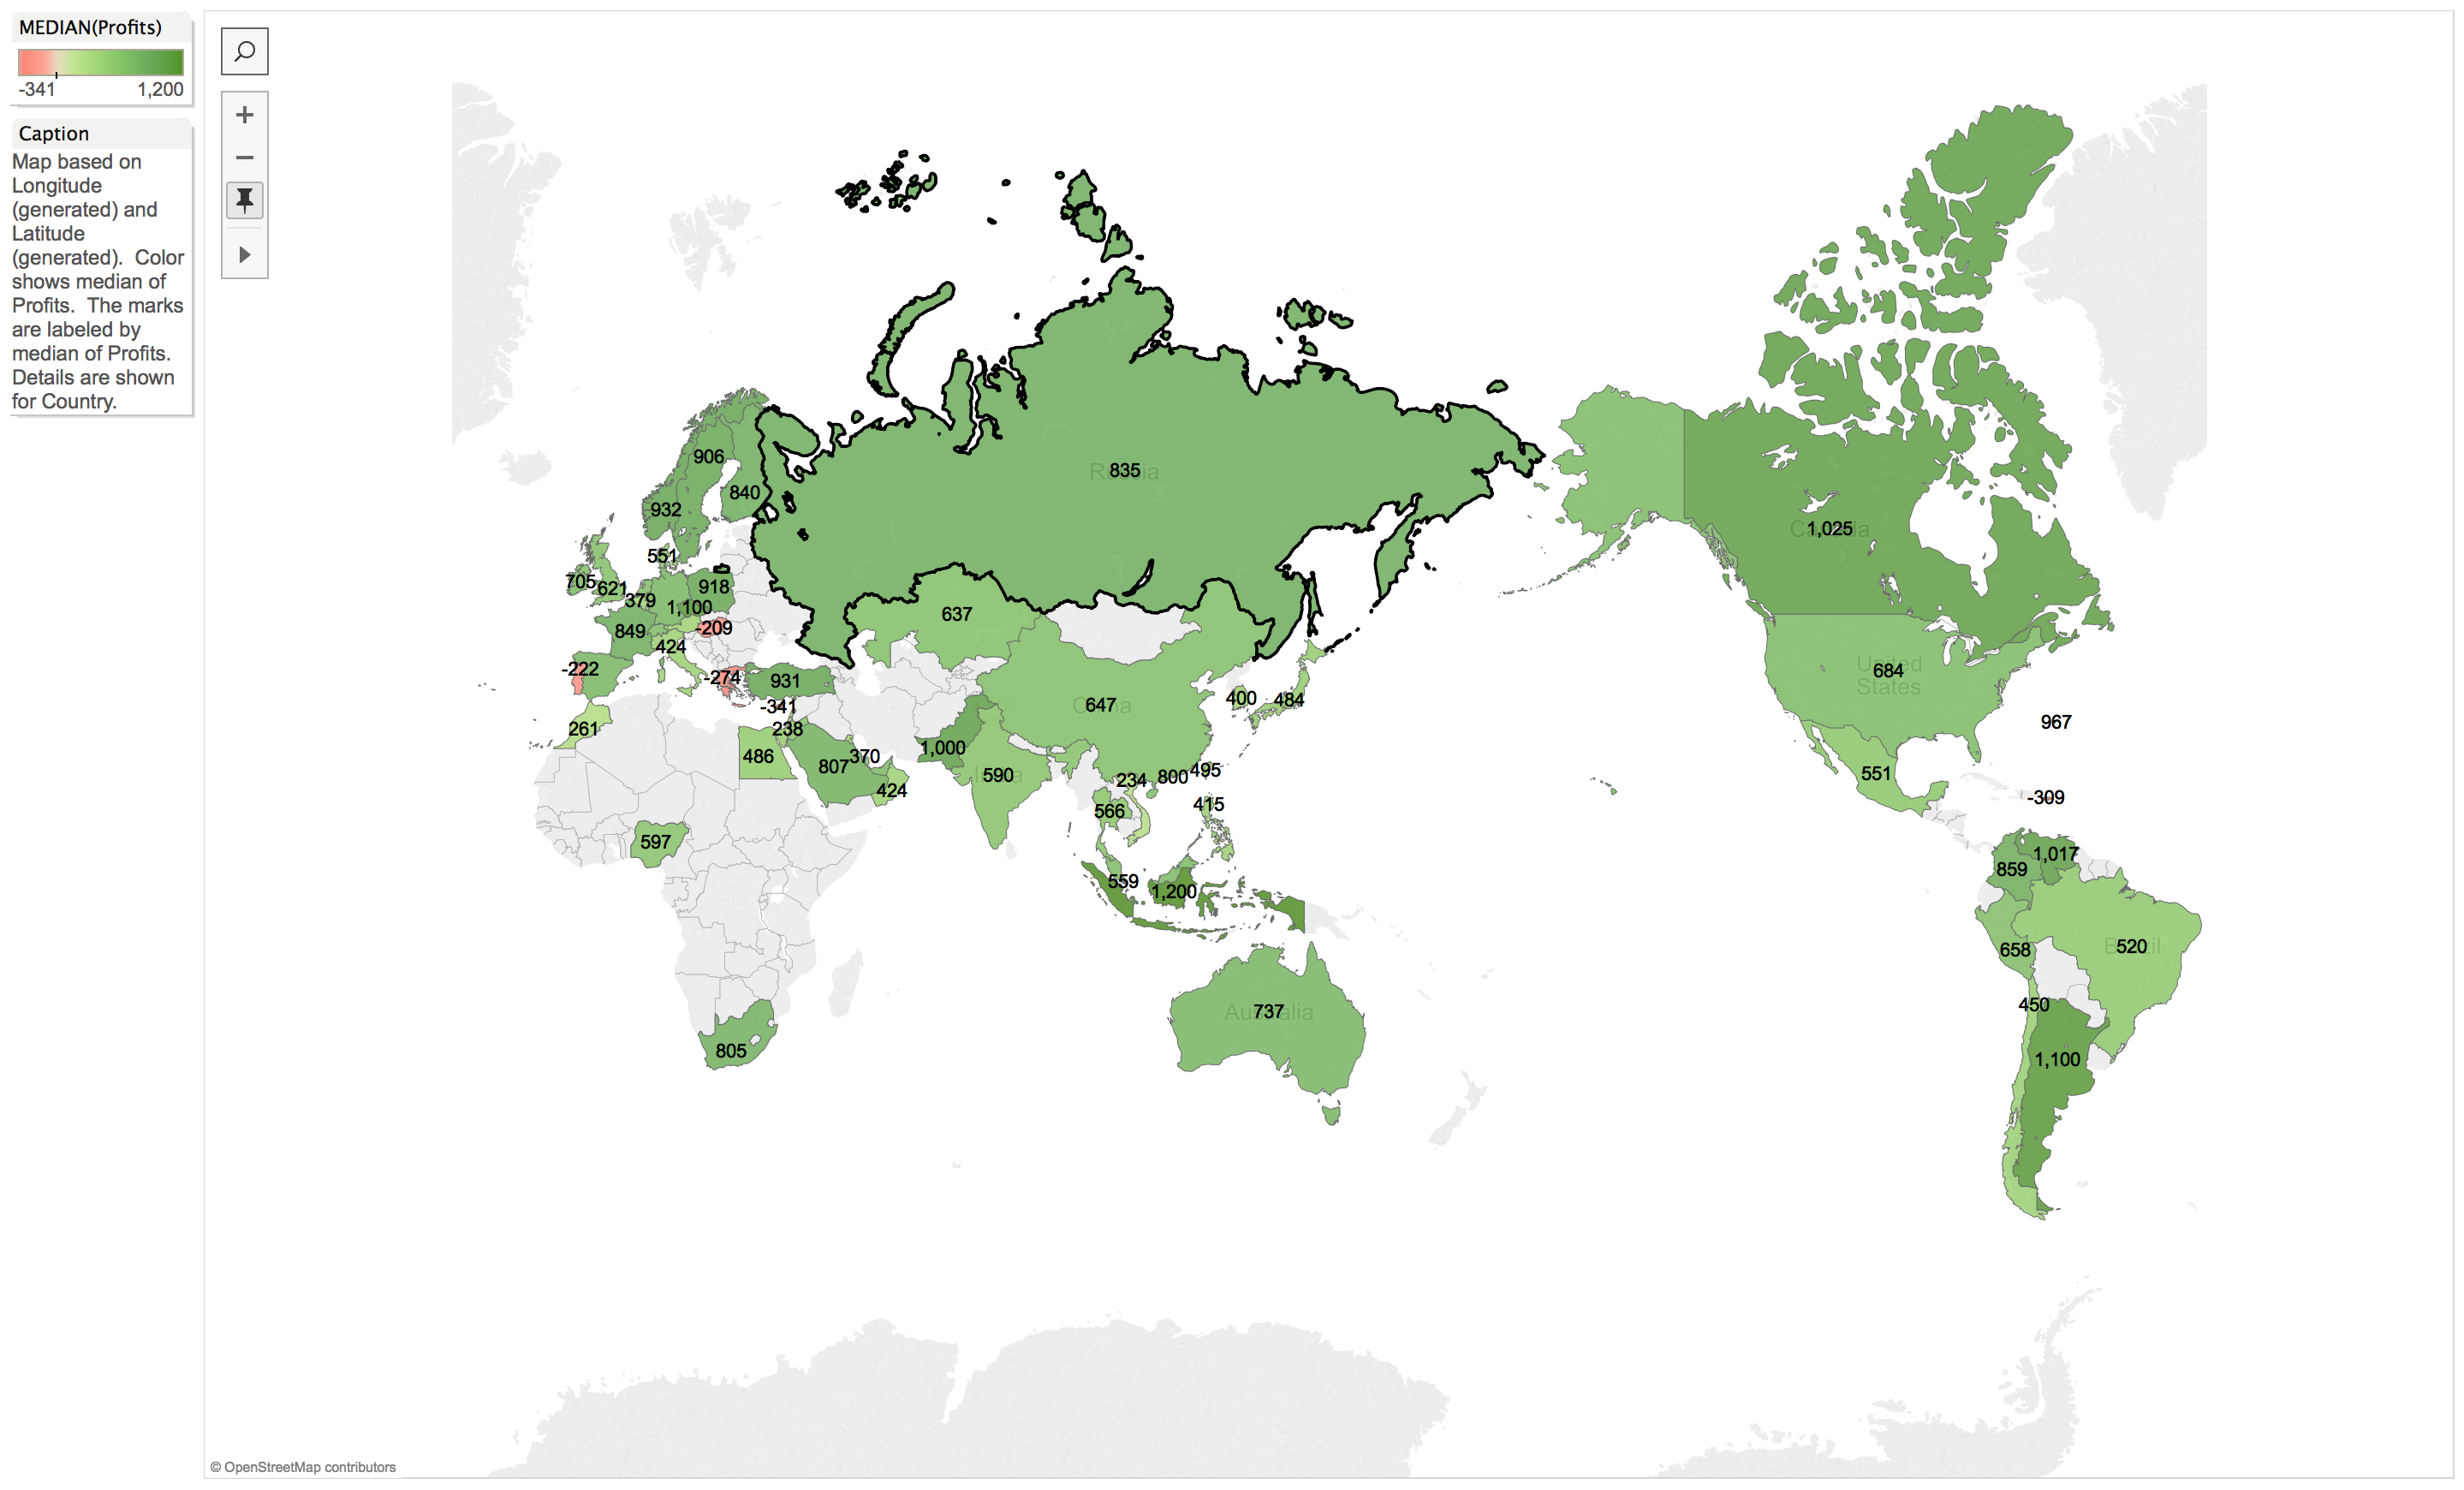 MEDIAN(Profits)
-341 1,200
Caption
Map based on
Longitude
(generated) and
Latitude
(generated). Color
shows median of
Profits. The marks
are labeled by
median of Profits.
Details are shown
for Country.
906
835
Russia
840
932
1,025
Canada
551
705
621
918
379
1,100
637
849
-209
424
-222
-274
931
684
United
States
400
484
647
China
-341
261
238
967
486
807
370
1,000
590
India
424
234
800
495
551
566
415
-309
597
1,017
859
559
1,200
658
520
Brazil
450
737
Australia
805
1,100
© OpenStreetMap contributors